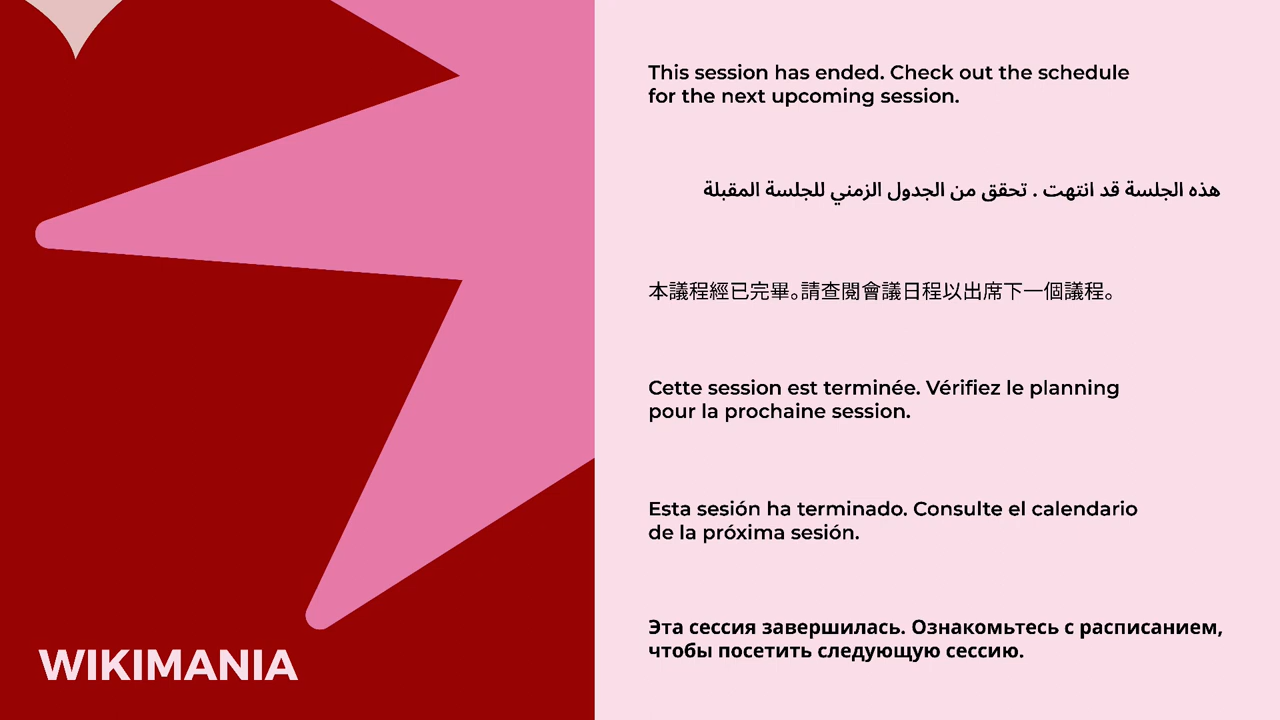 This session has ended. Check out the schedule
for the next upcoming session.
هذه الجلسة قد انتهت . تحقق من الجدول الزمني للجلسة المقبلة
本議程經已完畢。請查閱會議日程以出席下一個議程。
Cette session est terminée. Vérifiez le planning
pour la prochaine session.
Esta sesión ha terminado. Consulte el calendario
de la próxima sesión.
Эта сессия завершилась. Ознакомьтесь с расписанием,
чтобы посетить следующую сессию.
WIKIMANIA